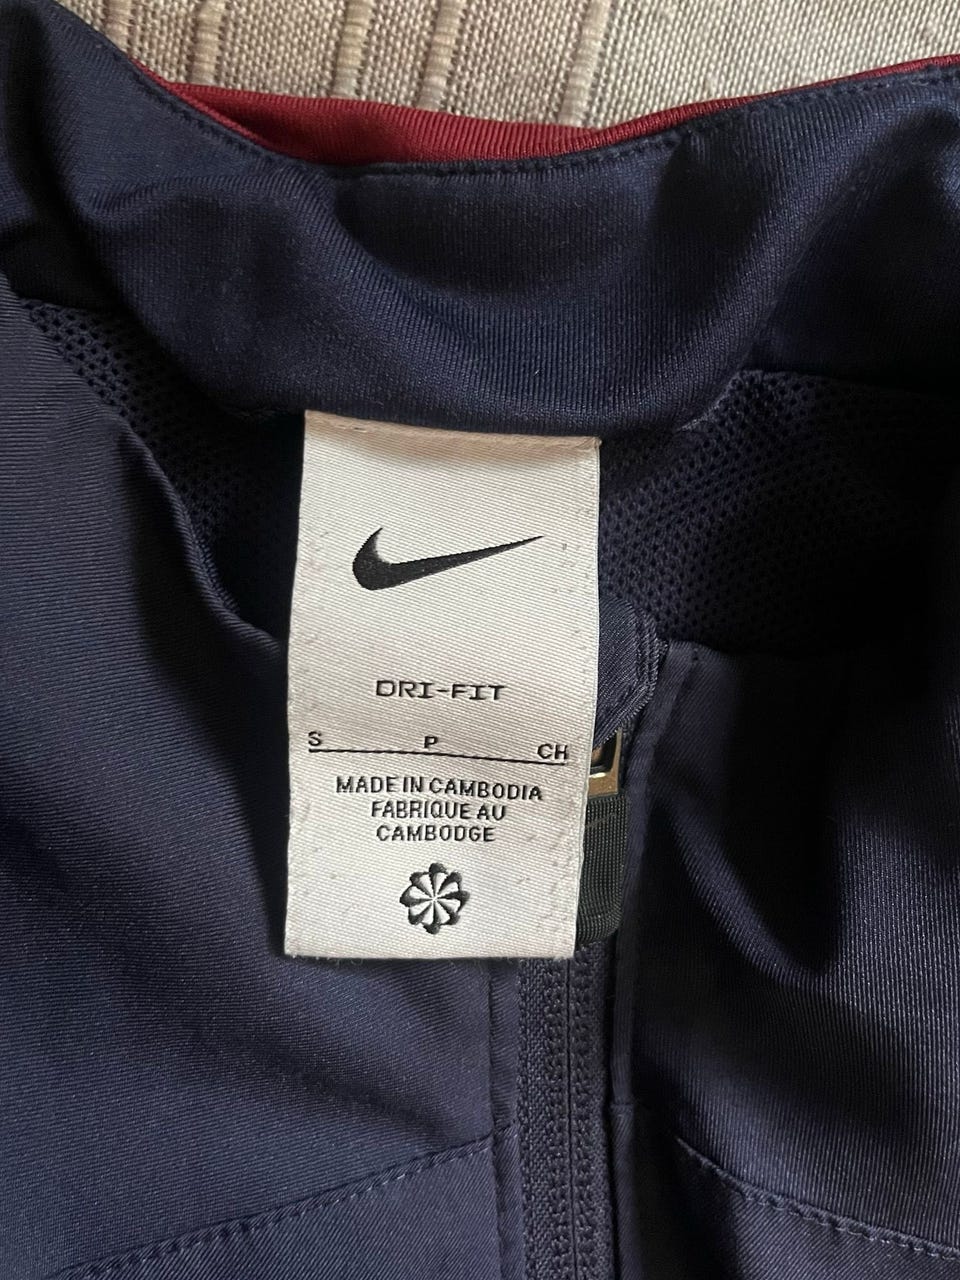 DRI-FIT
S P CH
MADE IN CAMBODIA
FABRIQUE AU
CAMBODGE